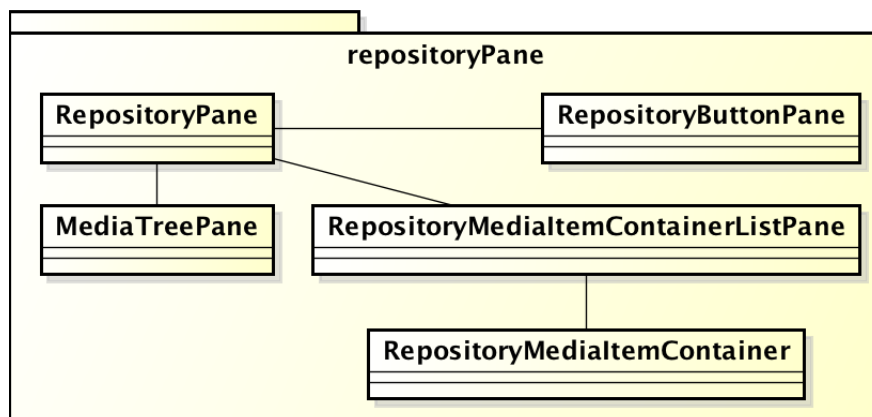 repositoryPane
RepositoryPane
RepositoryButtonPane
MediaTreePane
RepositoryMediaItemContainerListPane
RepositoryMediaItemContainer